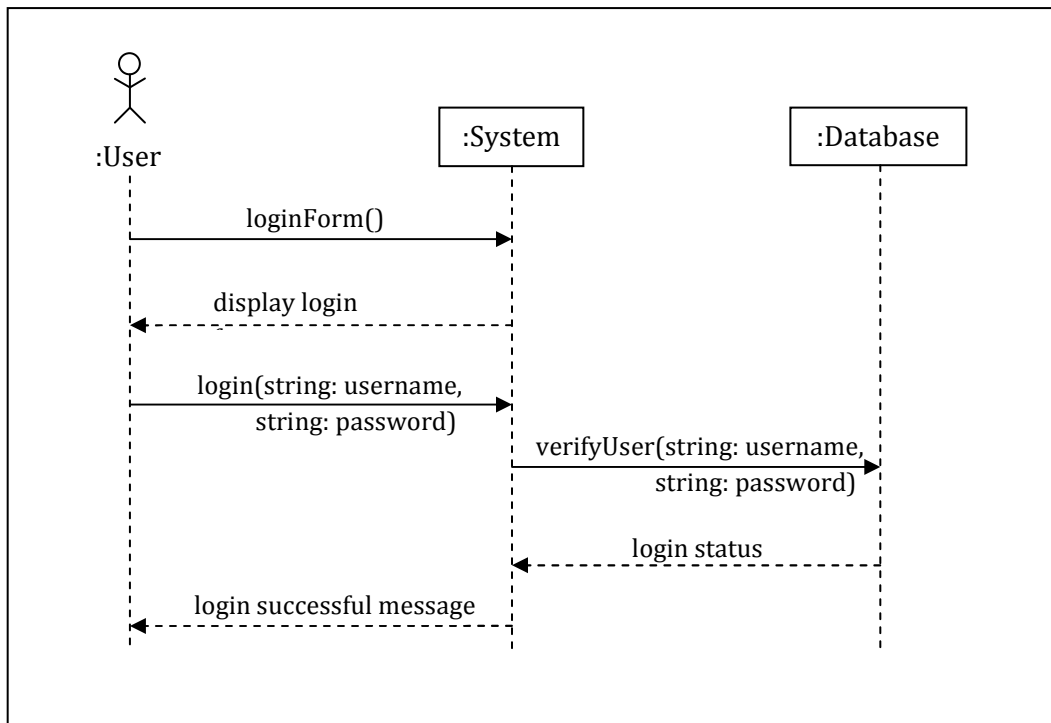 :User
:System
:Database
loginForm()
display login
login(string: username,
string: password)
verifyUser(string: username,
string: password)
login status
login successful message